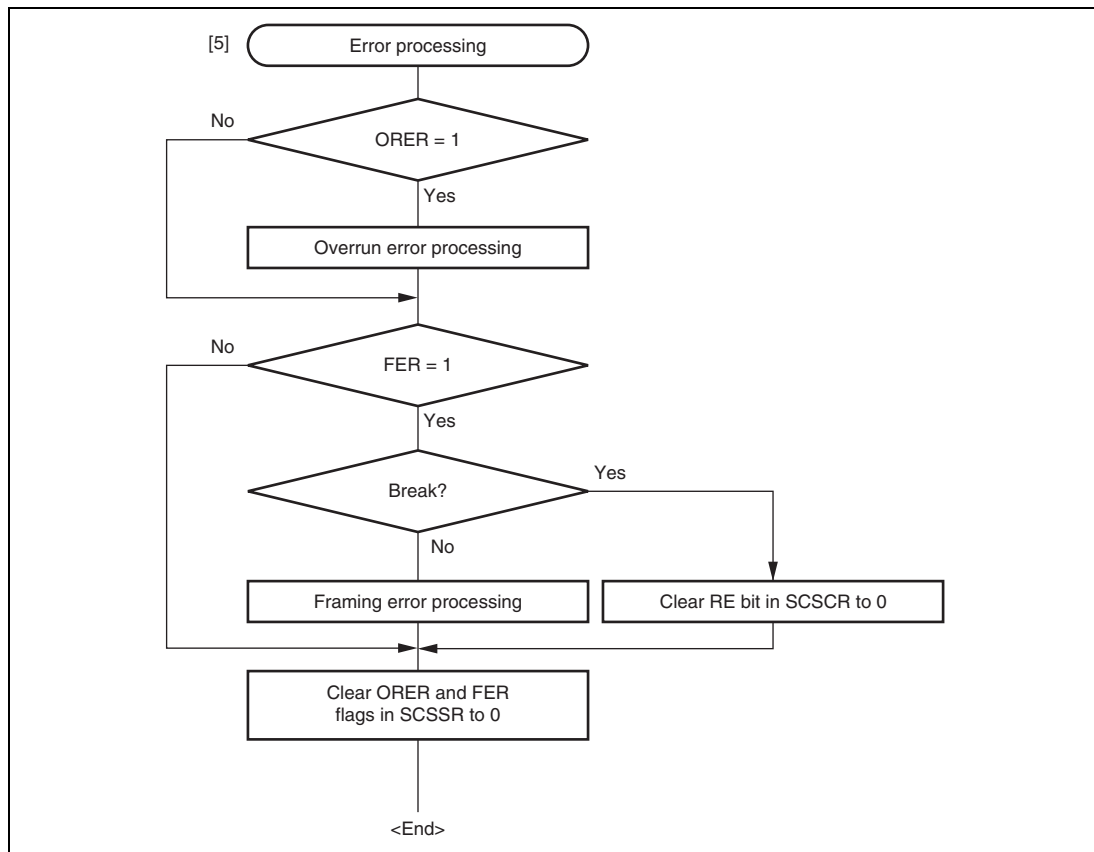 [5]
Error processing
No
ORER = 1
Yes
Overrun error processing
No
FER = 1
Yes
Yes
Break?
No
Framing error processing
Clear RE bit in SCSCR to 0
Clear ORER and FER
flags in SCSSR to 0
<End>